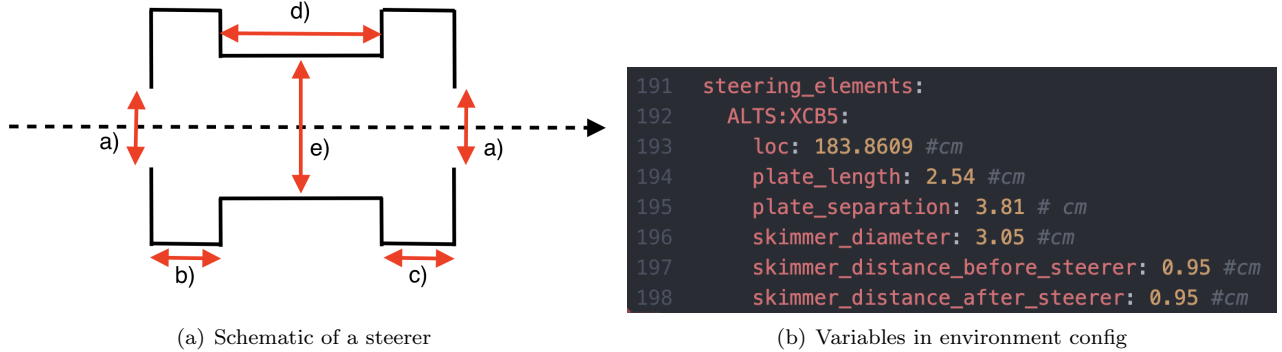 d)
a)
e)
a)
b)
c)
(a) Schematic of a steerer
191 steering_elements:
192 ALTS:XCB5:
193 loc: 183.8609 #cm
194 plate_length: 2.54 #cm
195 plate_separation: 3.81 # cm
196 skimmer_diameter: 3.05 #cm
197 skimmer_distance_before_steerer: 0.95 #cm
198 skimmer_distance_after_steerer: 0.95 #cm
(b) Variables in environment config